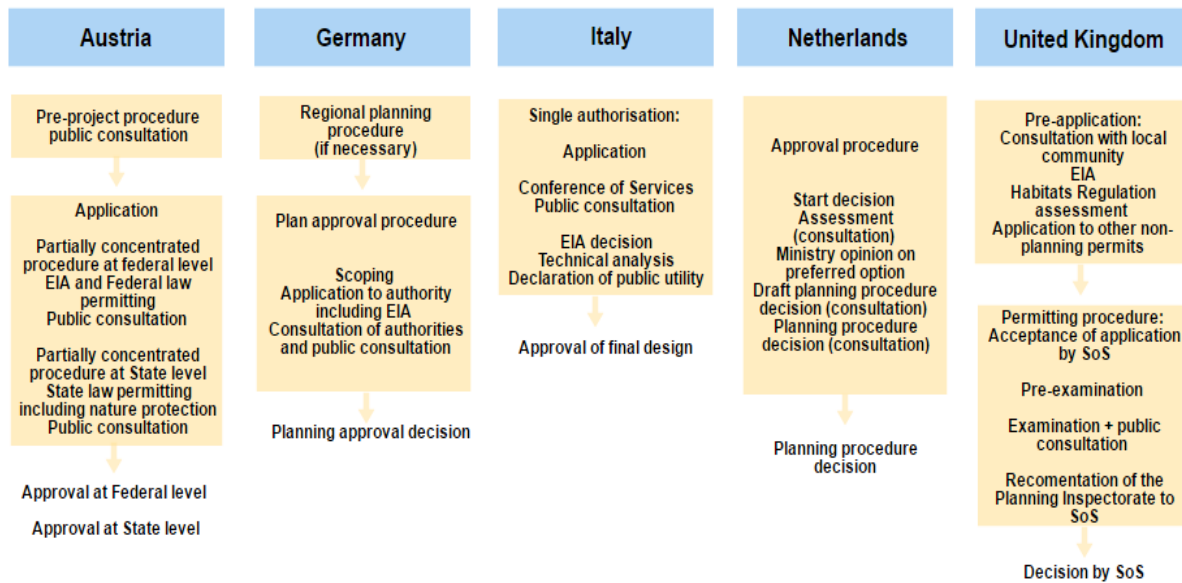 Austria
Pre-project procedure
public consultation
Application
Partially concentrated
procedure at federal level
EIA and Federal law
permitting
Public consultation
Partially concentrated
procedure at State level
State law permitting
including nature protection
Public consultation
Approval at Federal level
Approval at State level
Germany
Regional planning
procedure
(if necessary)
Plan approval procedure
Scoping
Application to authority
including EIA
Consultation of authorities
and public consultation
Planning approval decision
Italy
Single authorisation:
Application
Conference of Services
Public consultation
EIA decision
Technical analysis
Declaration of public utility
Approval of final design
Netherlands
Approval procedure
Start decision
Assessment
(consultation)
Ministry opinion on
preferred option
Draft planning procedure
decision (consultation)
Planning procedure
decision (consultation)
Planning procedure
decision
United Kingdom
Pre-application:
Consultation with local
community
EIA
Habitats Regulation
assessment
Application to other non-
planning permits
Permitting procedure:
Acceptance of application
by SoS
Pre-examination
Examination + public
consultation
Recomentation of the
Planning Inspectorate to
SoS
Decision by SoS